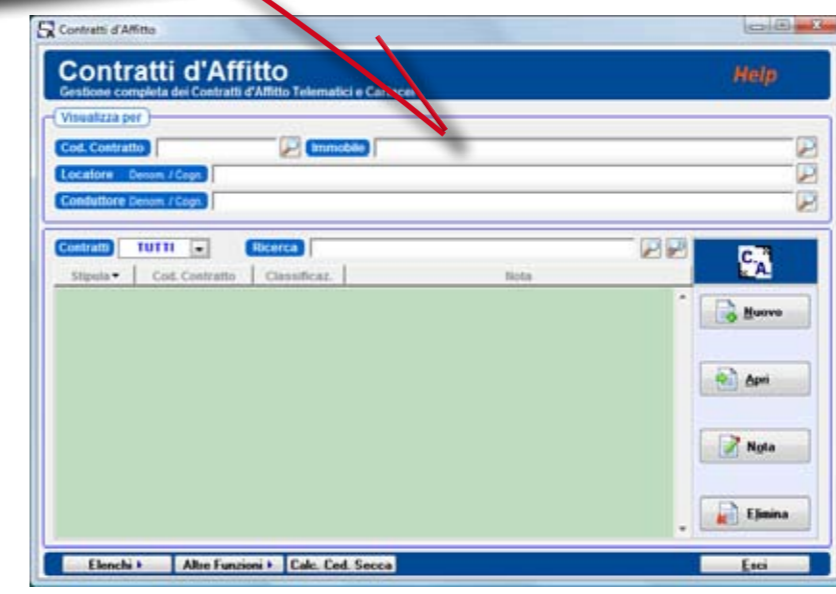 Contratti d'Affitto
Contratti d'Affitto
Help
Gestione completa dei Contratti d'Affitto Telematici e
Visualizza per
Cod. Contratto Immobile
Locatore Denom. / Cogn.
Conduttore Denom. / Cogn.
Contratti TUTTI Ricerca
Stipula Cod. Contratto Classificaz. Nota
C.A.
Nuovo
Apri
Nota
Elimina
Elenchi Altre Funzioni Calc. Ced. Secca Esci